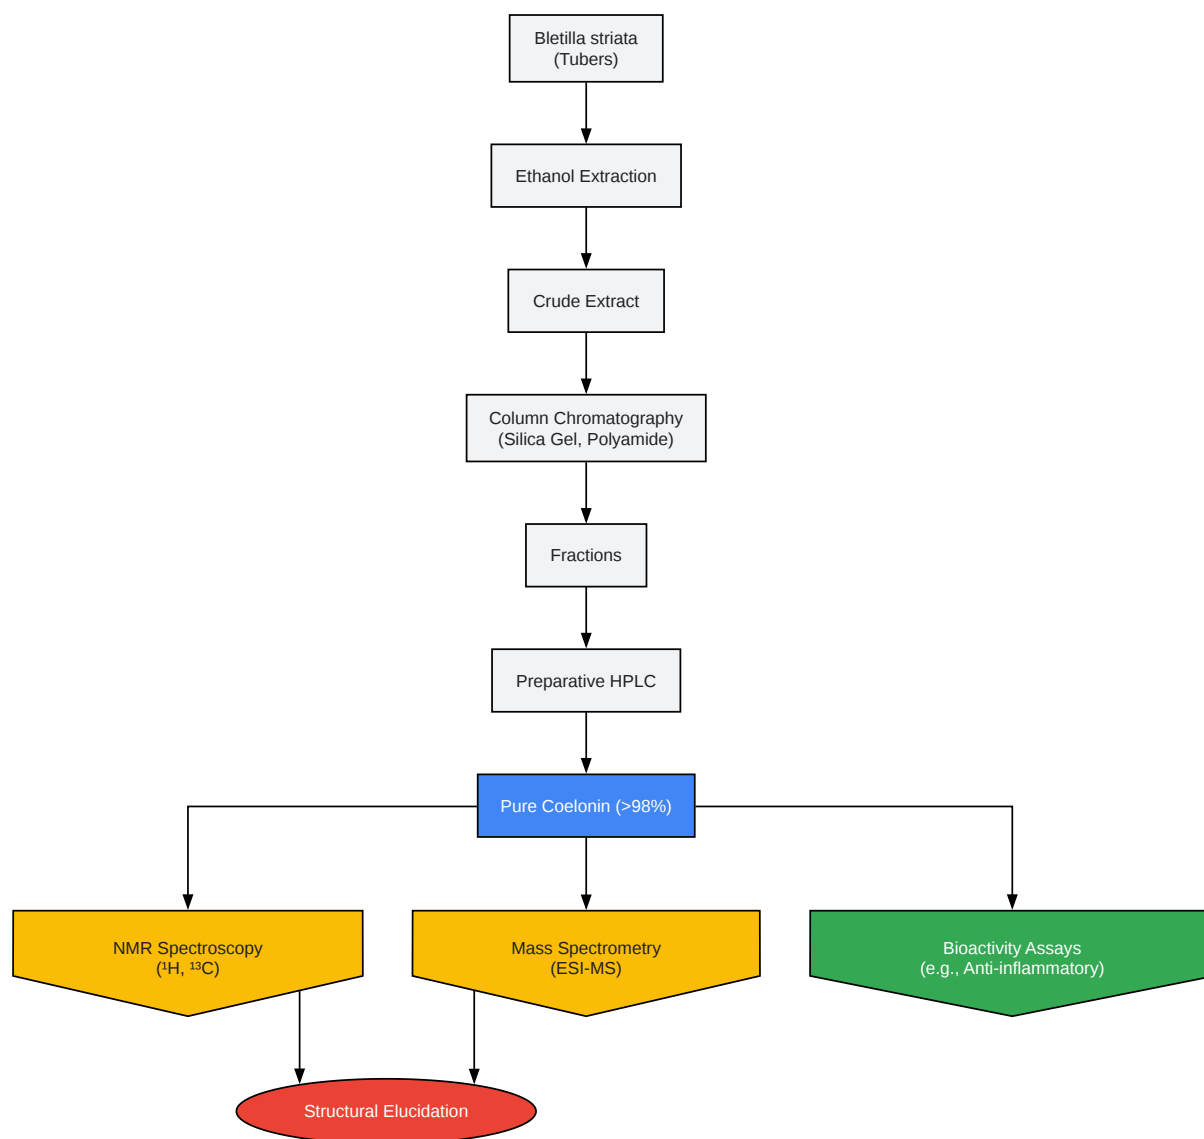 Bletilla striata
(Tubers)
Ethanol Extraction
Crude Extract
Column Chromatography
(Silica Gel, Polyamide)
Fractions
Preparative HPLC
Pure Coelonin (>98%)
NMR Spectroscopy
(¹H, ¹³C)
Mass Spectrometry
(ESI-MS)
Bioactivity Assays
(e.g., Anti-inflammatory)
Structural Elucidation